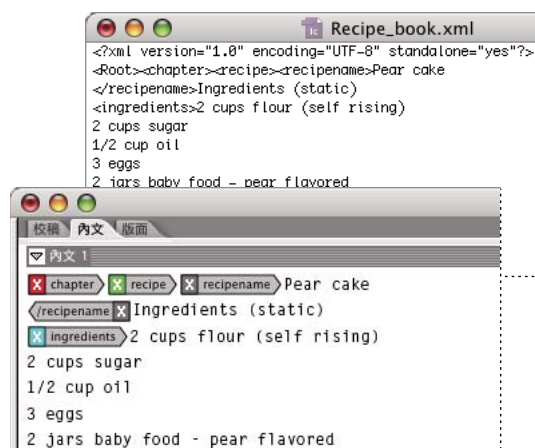 Recipe_book.xml
<?xml version="1.0" encoding="UTF-8" standalone="yes"?>
<Root><chapter><recipe><recipename>Pear cake
</recipename>Ingredients (static)
<ingredients>2 cups flour (self rising)
2 cups sugar
1/2 cup oil
3 eggs
2 jars baby food - pear flavored
校稿 內文 版面
內文 1
chapter recipe recipename Pear cake
/recipename Ingredients (static)
ingredients 2 cups flour (self rising)
2 cups sugar
1/2 cup oil
3 eggs
2 jars baby food - pear flavored